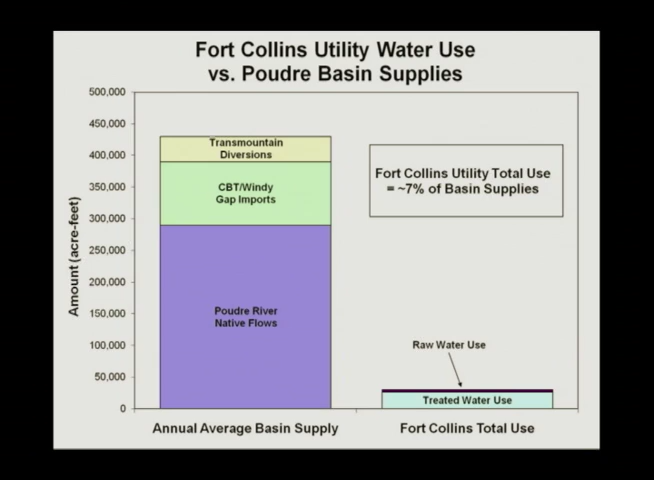 Fort Collins Utility Water Use
vs. Poudre Basin Supplies
500,000
450,000
400,000
350,000
300,000
250,000
200,000
150,000
100,000
50,000
0
Amount (acre-feet)
Transmountain
Diversions
CBT/Windy
Gap Imports
Poudre River
Native Flows
Fort Collins Utility Total Use
= ~7% of Basin Supplies
Raw Water Use
Treated Water Use
Annual Average Basin Supply
Fort Collins Total Use